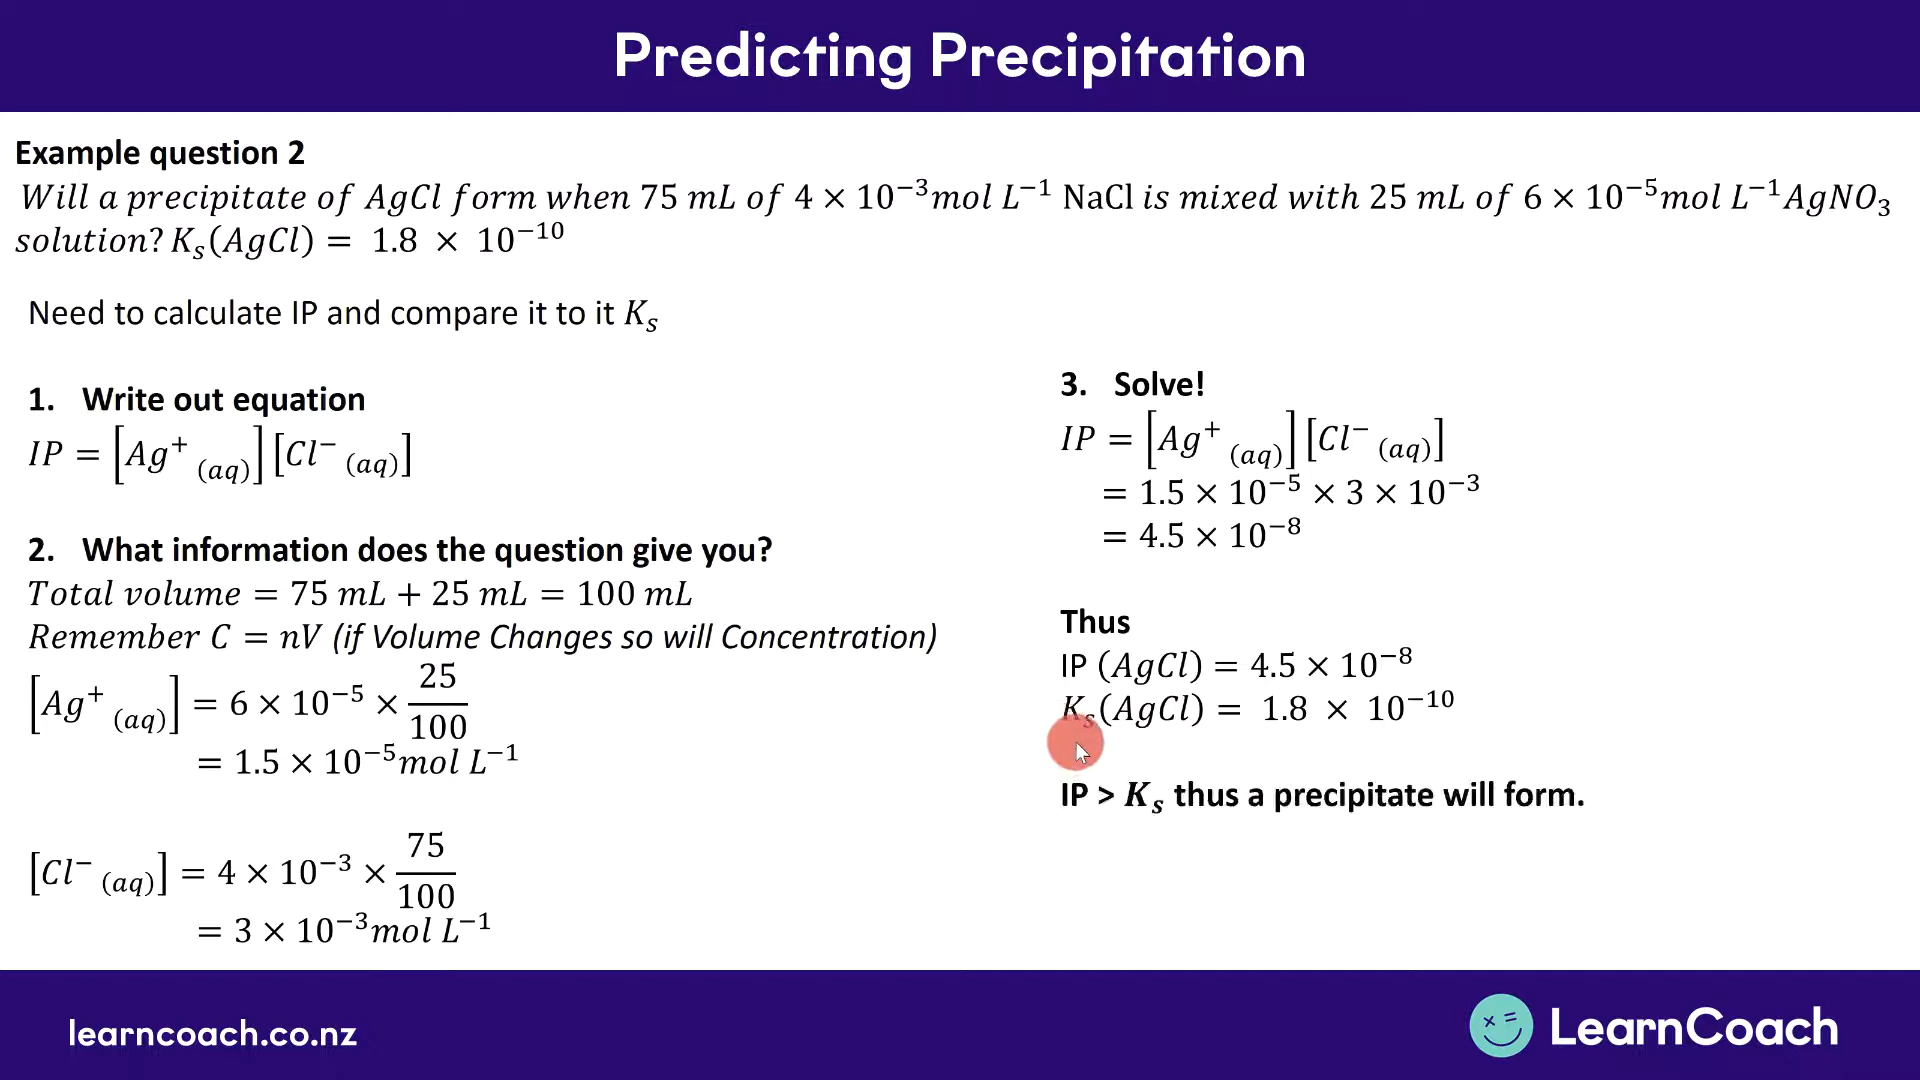 Predicting Precipitation
Example question 2
Will a precipitate of AgCl form when 75 mL of 4 × 10⁻³mol L⁻¹ NaCl is mixed with 25 mL of 6 × 10⁻⁵mol L⁻¹AgNO₃
solution? Kₛ(AgCl) = 1.8 × 10⁻¹⁰
Need to calculate IP and compare it to it Kₛ
1. Write out equation
IP = [Ag⁺ ₍aq₎][Cl⁻ ₍aq₎]
2. What information does the question give you?
Total volume = 75 mL + 25 mL = 100 mL
Remember C = nV (if Volume Changes so will Concentration)
[Ag⁺ ₍aq₎] = 6 × 10⁻⁵ × 25/100
= 1.5 × 10⁻⁵mol L⁻¹
[Cl⁻ ₍aq₎] = 4 × 10⁻³ × 75/100
= 3 × 10⁻³mol L⁻¹
3. Solve!
IP = [Ag⁺ ₍aq₎][Cl⁻ ₍aq₎]
= 1.5 × 10⁻⁵ × 3 × 10⁻³
= 4.5 × 10⁻⁸
Thus
IP (AgCl) = 4.5 × 10⁻⁸
Kₛ(AgCl) = 1.8 × 10⁻¹⁰
IP > Kₛ thus a precipitate will form.
learncoach.co.nz
LearnCoach